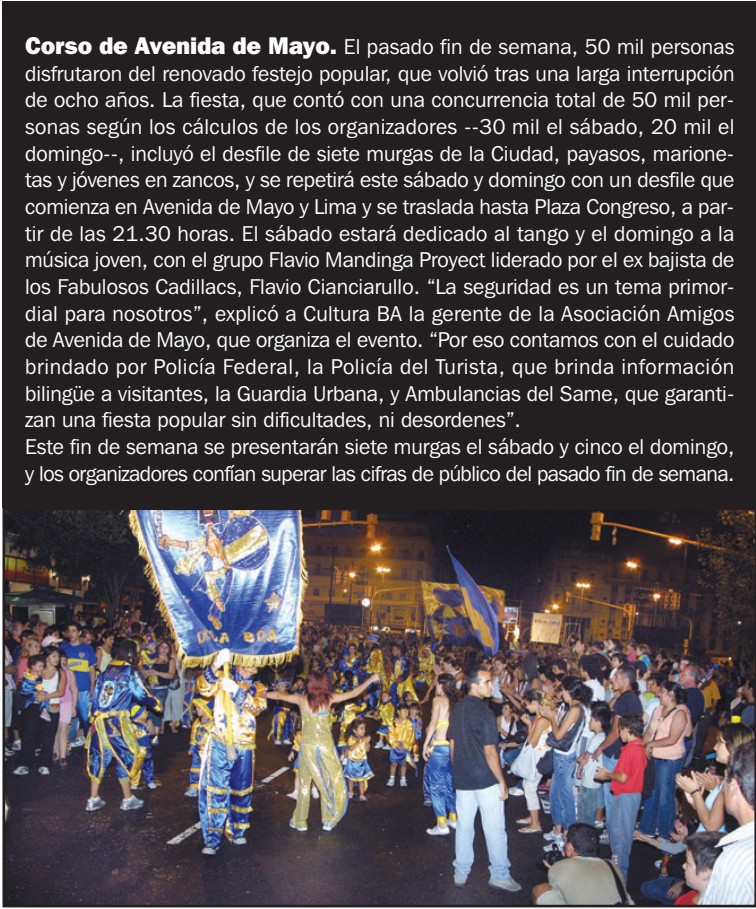 Corso de Avenida de Mayo. El pasado fin de semana, 50 mil personas
disfrutaron del renovado festejo popular, que volvió tras una larga interrupción
de ocho años. La fiesta, que contó con una concurrencia total de 50 mil per-
sonas según los cálculos de los organizadores --30 mil el sábado, 20 mil el
domingo--, incluyó el desfile de siete murgas de la Ciudad, payasos, marione-
tas y jóvenes en zancos, y se repetirá este sábado y domingo con un desfile que
comienza en Avenida de Mayo y Lima y se traslada hasta Plaza Congreso, a par-
tir de las 21.30 horas. El sábado estará dedicado al tango y el domingo a la
música joven, con el grupo Flavio Mandinga Proyect liderado por el ex bajista de
los Fabulosos Cadillacs, Flavio Cianciarullo. “La seguridad es un tema primor-
dial para nosotros”, explicó a Cultura BA la gerente de la Asociación Amigos
de Avenida de Mayo, que organiza el evento. “Por eso contamos con el cuidado
brindado por Policía Federal, la Policía del Turista, que brinda información
bilingüe a visitantes, la Guardia Urbana, y Ambulancias del Same, que garanti-
zan una fiesta popular sin dificultades, ni desordenes”.
Este fin de semana se presentarán siete murgas el sábado y cinco el domingo,
y los organizadores confían superar las cifras de público del pasado fin de semana.
BOA